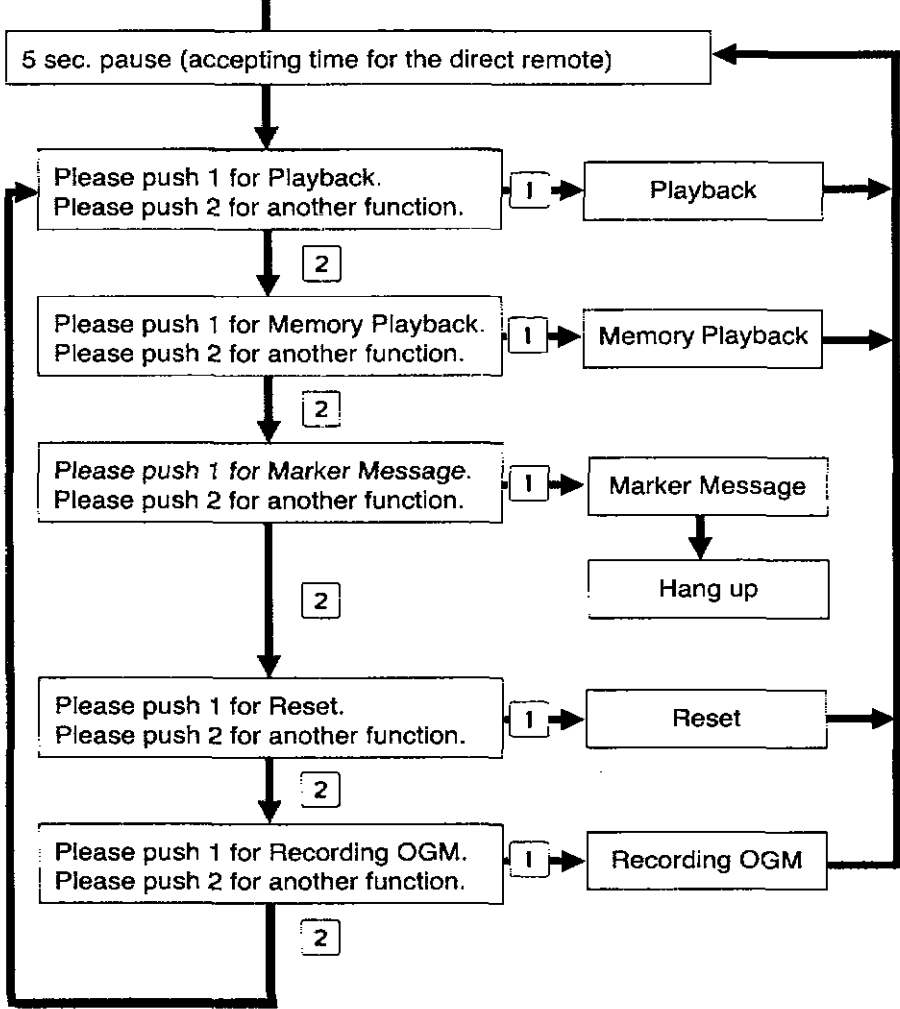 5 sec. pause (accepting time for the direct remote)
Please push 1 for Playback.
Please push 2 for another function.
1
Playback
2
Please push 1 for Memory Playback.
Please push 2 for another function.
1
Memory Playback
2
Please push 1 for Marker Message.
Please push 2 for another function.
1
Marker Message
Hang up
2
Please push 1 for Reset.
Please push 2 for another function.
1
Reset
2
Please push 1 for Recording OGM.
Please push 2 for another function.
1
Recording OGM
2